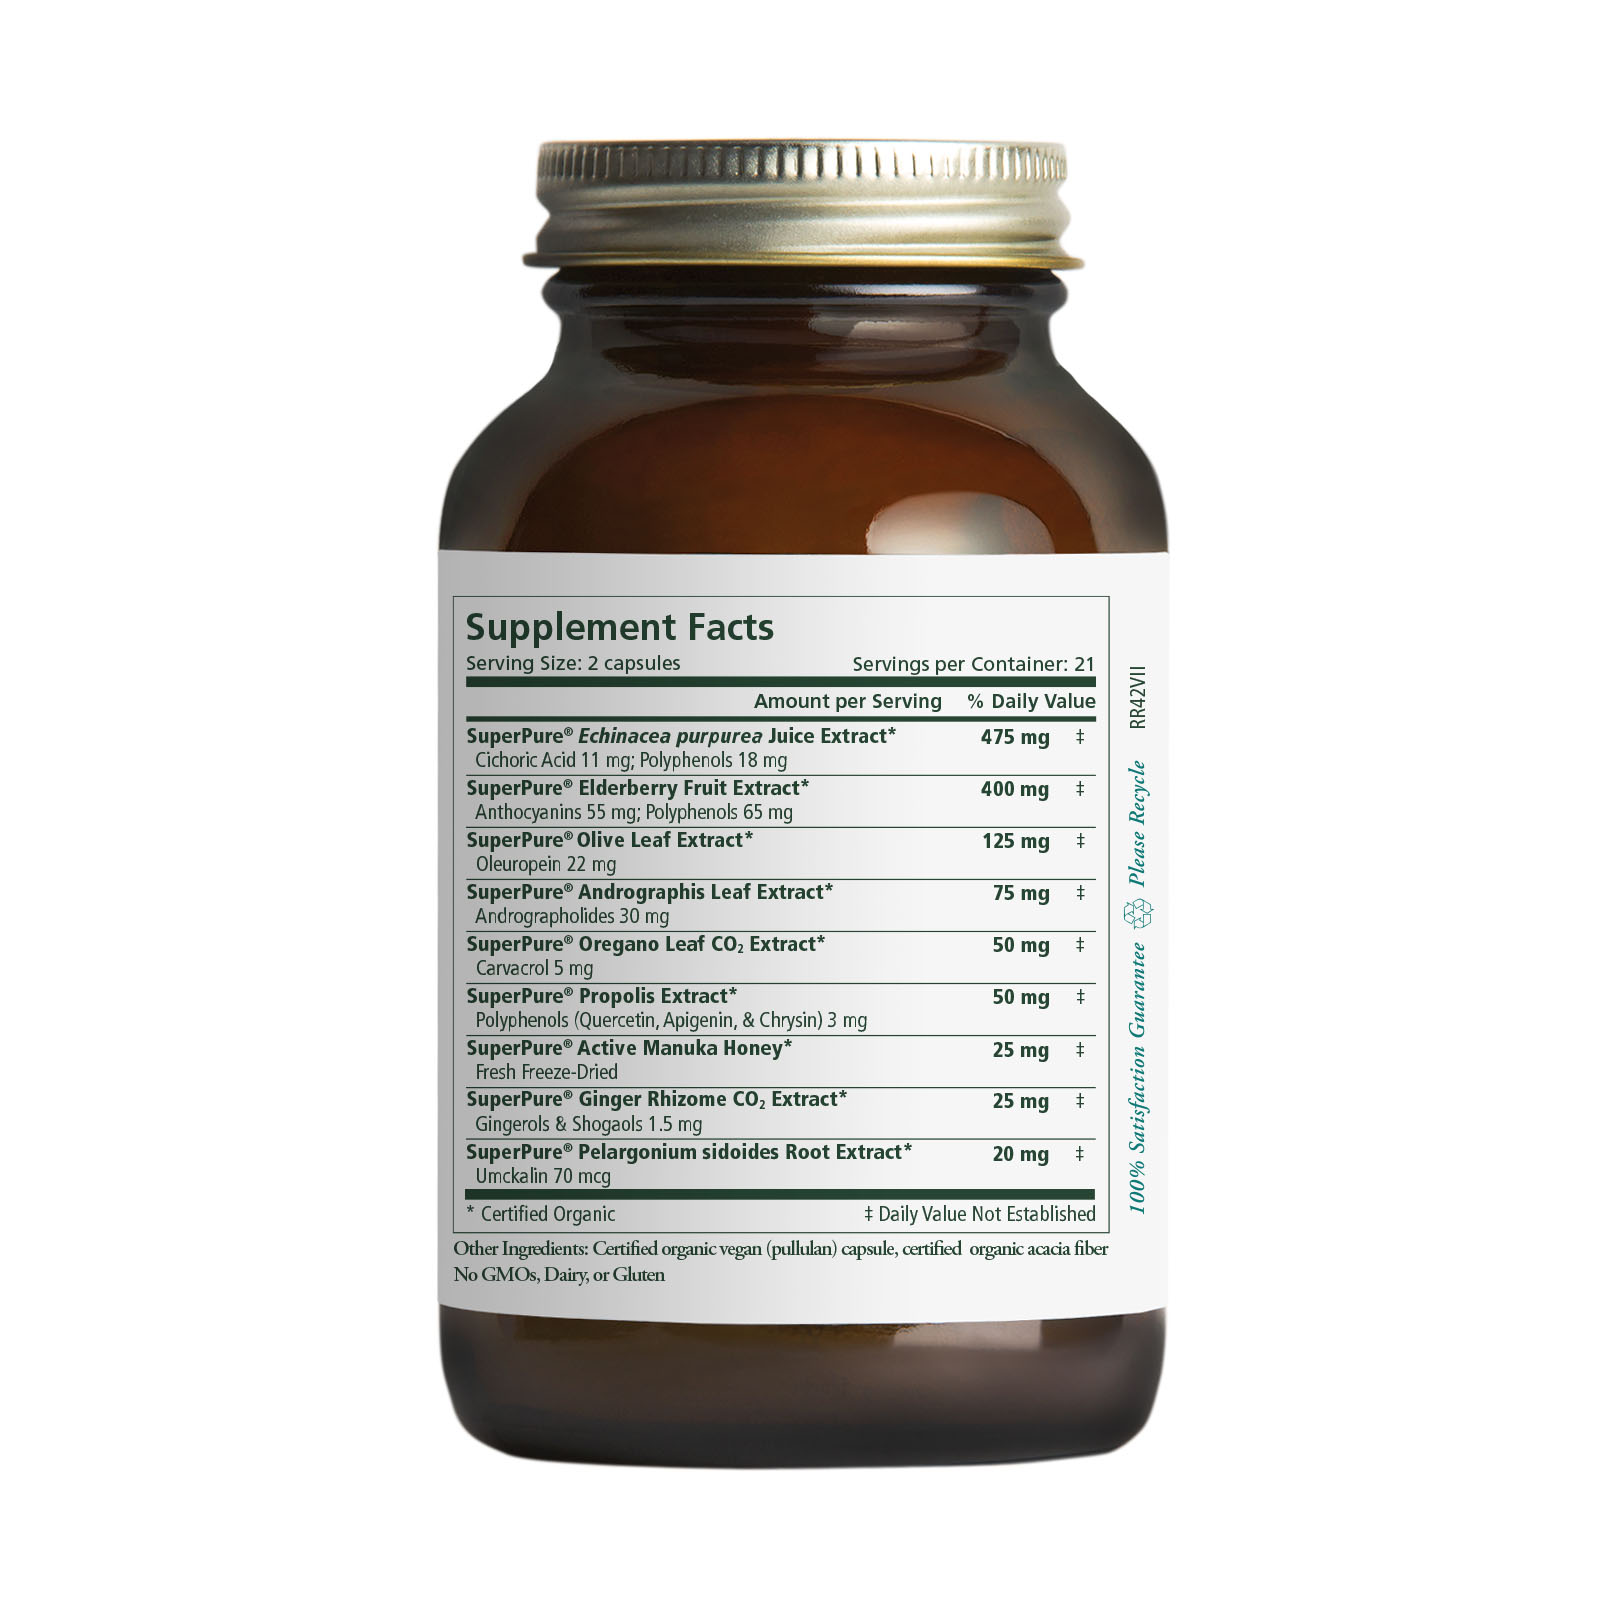 Supplement Facts
Serving Size: 2 capsules Servings per Container: 21
Amount per Serving % Daily Value
SuperPure® Echinacea purpurea Juice Extract* 475 mg ‡
Cichoric Acid 11 mg; Polyphenols 18 mg
SuperPure® Elderberry Fruit Extract* 400 mg ‡
Anthocyanins 55 mg; Polyphenols 65 mg
SuperPure® Olive Leaf Extract* 125 mg ‡
Oleuropein 22 mg
SuperPure® Andrographis Leaf Extract* 75 mg ‡
Andrographolides 30 mg
SuperPure® Oregano Leaf CO₂ Extract* 50 mg ‡
Carvacrol 5 mg
SuperPure® Propolis Extract* 50 mg ‡
Polyphenols (Quercetin, Apigenin, & Chrysin) 3 mg
SuperPure® Active Manuka Honey* 25 mg ‡
Fresh Freeze-Dried
SuperPure® Ginger Rhizome CO₂ Extract* 25 mg ‡
Gingerols & Shogaols 1.5 mg
SuperPure® Pelargonium sidoides Root Extract* 20 mg ‡
Umckalin 70 mcg
* Certified Organic ‡ Daily Value Not Established
Other Ingredients: Certified organic vegan (pullulan) capsule, certified organic acacia fiber
No GMOs, Dairy, or Gluten
100% Satisfaction Guarantee Please Recycle RR42VII